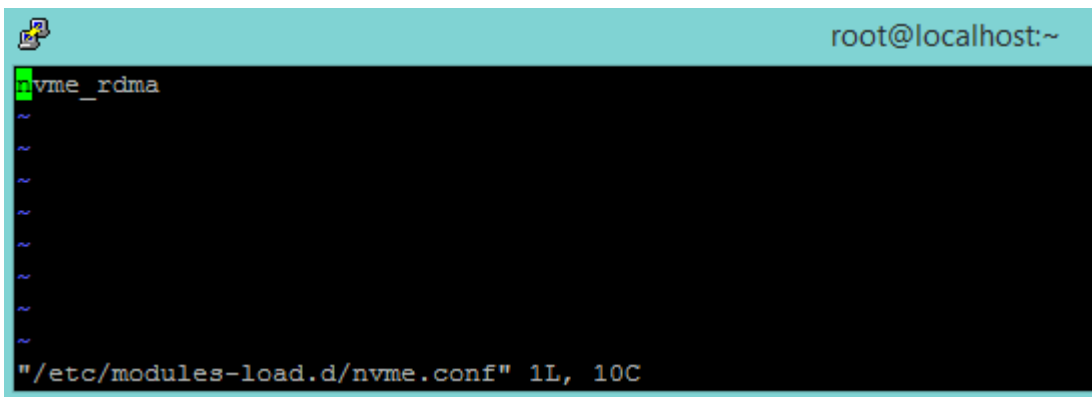 root@localhost:~
nvme_rdma
~
~
~
~
~
~
~
~
"/etc/modules-load.d/nvme.conf" 1L, 10C